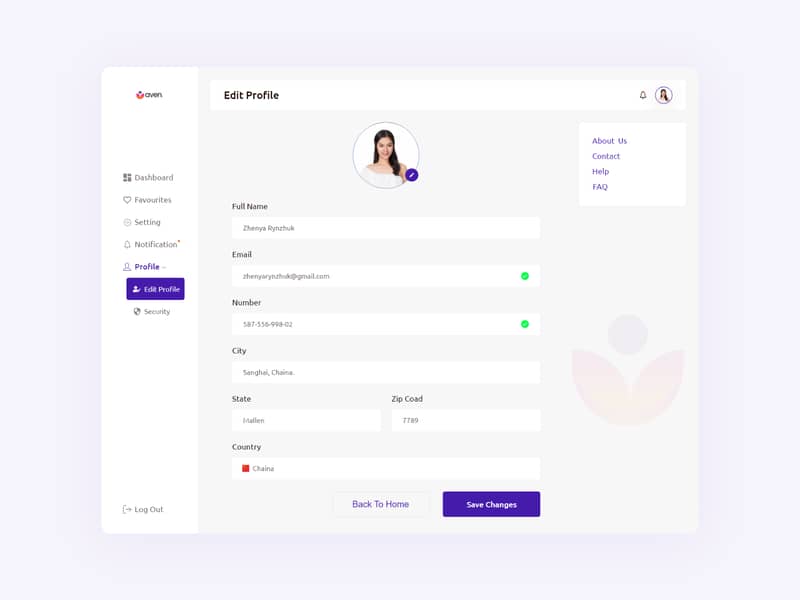 aven.
Edit Profile
About Us
Contact
Help
FAQ
Dashboard
Favourites
Setting
Notification
Profile
Edit Profile
Security
Log Out
Full Name
Zhenya Rynzhuk
Email
zhenyarynzhuk@gmail.com
Number
587-556-998-02
City
Sanghai, Chaina.
State
Zip Coad
Mallen
7789
Country
Chaina
Back To Home
Save Changes